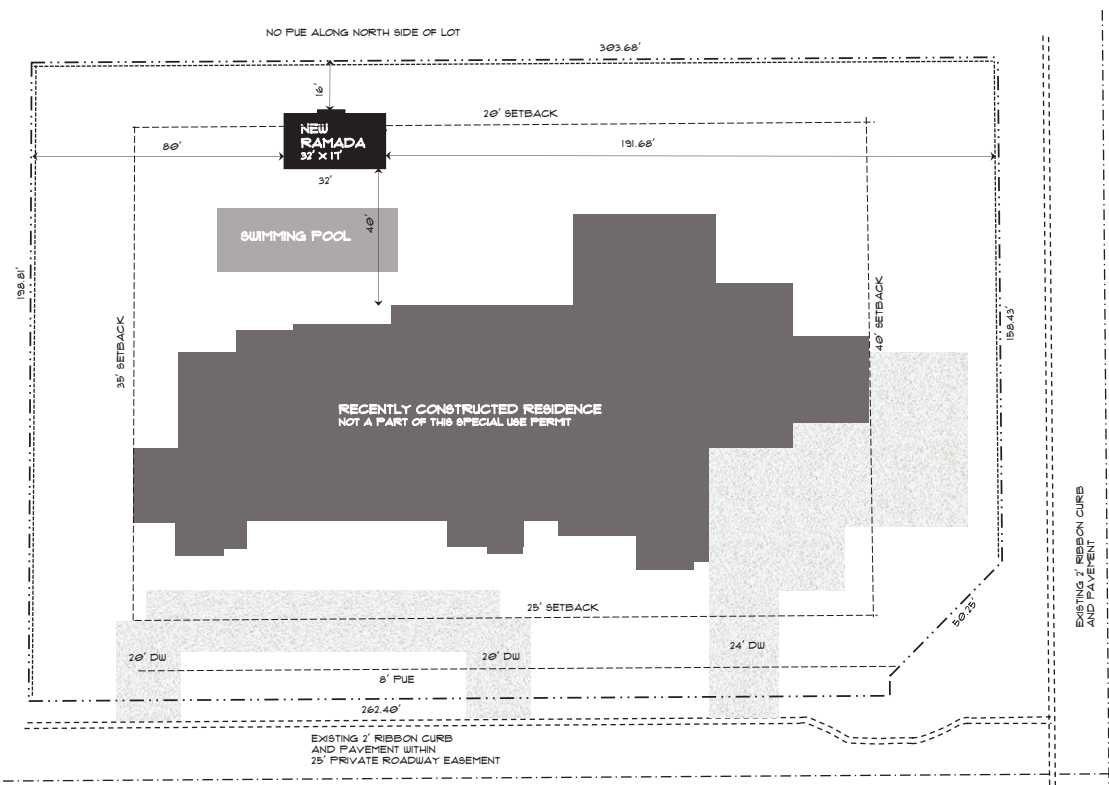 NO PUE ALONG NORTH SIDE OF LOT
303.68'
16'
20' SETBACK
NEW
RAMADA
32' X 17'
80'
191.68'
32'
40'
SWIMMING POOL
198.81'
35' SETBACK
40' SETBACK
158.43'
RECENTLY CONSTRUCTED RESIDENCE
NOT A PART OF THIS SPECIAL USE PERMIT
EXISTING 2' RIBBON CURB
AND PAVEMENT
25' SETBACK
50.25'
20' DW
20' DW
24' DW
8' PUE
262.40'
EXISTING 2' RIBBON CURB
AND PAVEMENT WITHIN
25' PRIVATE ROADWAY EASEMENT